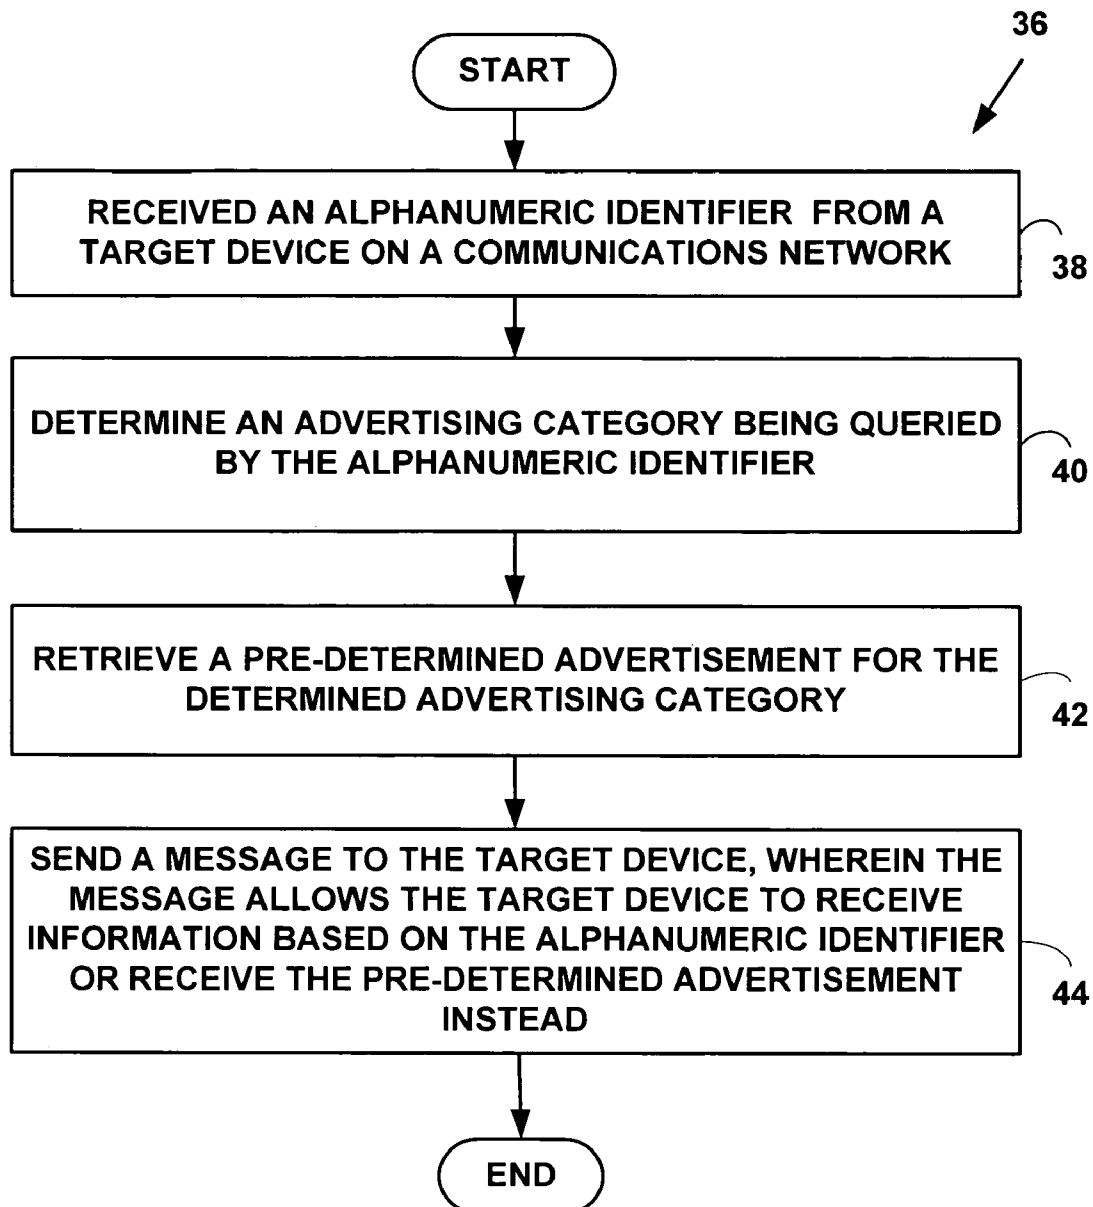 36
START
RECEIVED AN ALPHANUMERIC IDENTIFIER FROM A
TARGET DEVICE ON A COMMUNICATIONS NETWORK
38
DETERMINE AN ADVERTISING CATEGORY BEING QUERIED
BY THE ALPHANUMERIC IDENTIFIER
40
RETRIEVE A PRE-DETERMINED ADVERTISEMENT FOR THE
DETERMINED ADVERTISING CATEGORY
42
SEND A MESSAGE TO THE TARGET DEVICE, WHEREIN THE
MESSAGE ALLOWS THE TARGET DEVICE TO RECEIVE
INFORMATION BASED ON THE ALPHANUMERIC IDENTIFIER
OR RECEIVE THE PRE-DETERMINED ADVERTISEMENT
INSTEAD
44
END